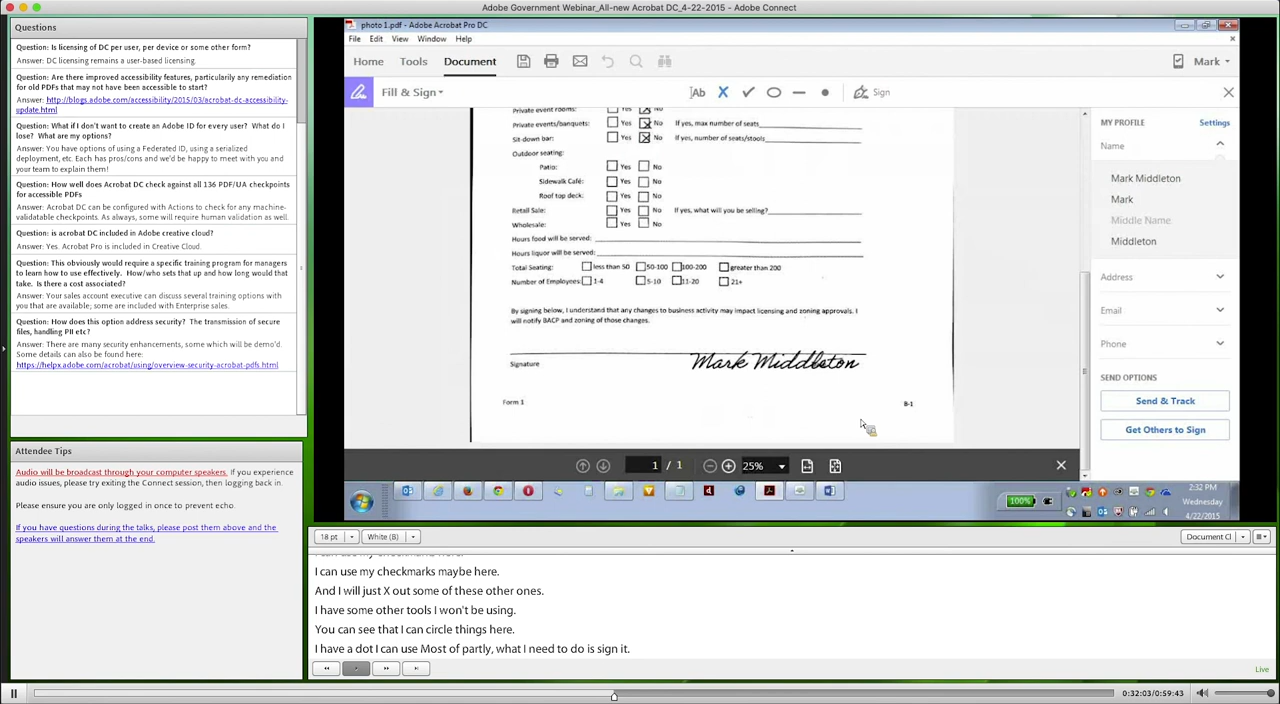 Adobe Government Webinar_All-new Acrobat DC_4-22-2015 - Adobe Connect
Questions
Question: Is licensing of DC per user, per device or some other form?
Answer: DC licensing remains a user-based licensing.
Question: Are there improved accessibility features, particularly any remediation
for old PDFs that may not have been accessible to start?
Answer: http://blogs.adobe.com/accessibility/2015/03/acrobat-dc-accessibility-
update.html
Question: What if I don't want to create an Adobe ID for every user? What do I
lose? What are my options?
Answer: You have options of using a Federated ID, using a serialized
deployment, etc. Each has pros/cons and we'd be happy to meet with you and
your team to explain them!
Question: How well does Acrobat DC check against all 136 PDF/UA checkpoints
for accessible PDFs
Answer: Acrobat DC can be configured with Actions to check for any machine-
validatable checkpoints. As always, some will require human validation as well.
Question: is acrobat DC included in Adobe creative cloud?
Answer: Yes. Acrobat Pro is included in Creative Cloud.
Question: This obviously would require a specific training program for managers
to learn how to use effectively. How/who sets that up and how long would that
take. Is there a cost associated?
Answer: Your sales account executive can discuss several training options with
you that are available; some are included with Enterprise sales.
Question: How does this option address security? The transmission of secure
files, handling PII etc?
Answer: There are many security enhancements, some which will be demo'd.
Some details can also be found here:
https://helpx.adobe.com/acrobat/using/overview-security-acrobat-pdfs.html
Attendee Tips
Audio will be broadcast through your computer speakers. If you experience
audio issues, please try exiting the Connect session, then logging back in.
Please ensure you are only logged in once to prevent echo.
If you have questions during the talks, please post them above and the
speakers will answer them at the end.
photo 1.pdf - Adobe Acrobat Pro DC
File Edit View Window Help
Home Tools Document Mark
Fill & Sign Ab Sign
Private event rooms: Yes No
Private events/banquets: Yes No If yes, max number of seats
Sit-down bar: Yes No If yes, number of seats/stools
Outdoor seating:
Patio: Yes No
Sidewalk Café: Yes No
Roof top deck: Yes No
Retail Sale: Yes No If yes, what will you be selling?
Wholesale: Yes No
Hours food will be served:
Hours liquor will be served:
Total Seating: less than 50 50-100 100-200 greater than 200
Number of Employees: 1-4 5-10 11-20 21+
By signing below, I understand that any changes to business activity may impact licensing and zoning approvals. I
will notify BACP and zoning of those changes.
Signature Mark Middleton
Form 3 B-1
MY PROFILE Settings
Name
Mark Middleton
Mark
Middle Name
Middleton
Address
Email
Phone
SEND OPTIONS
Send & Track
Get Others to Sign
1 / 1 25%
100%
2:32 PM
Wednesday
4/22/2015
18 pt White (B) Document Cl
I can use my checkmarks here.
I can use my checkmarks maybe here.
And I will just X out some of these other ones.
I have some other tools I won't be using.
You can see that I can circle things here.
I have a dot I can use Most of partly, what I need to do is sign it.
Live
0:32:03/0:59:43